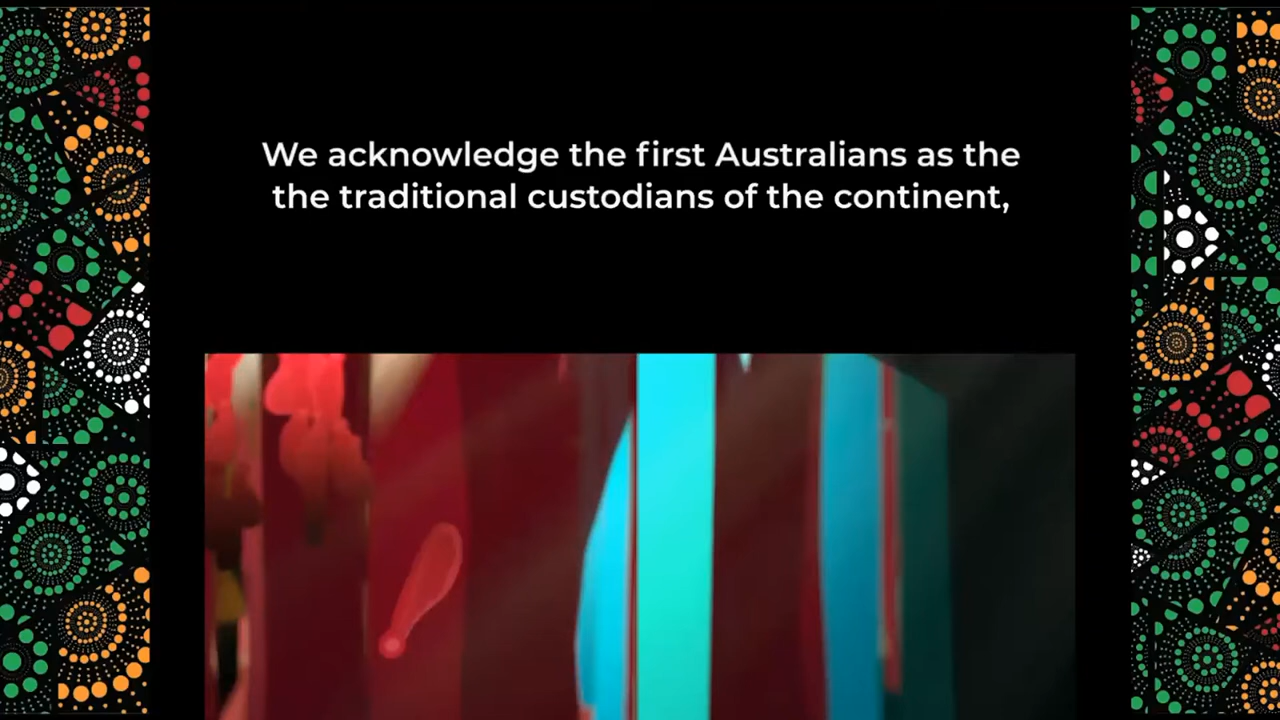 We acknowledge the first Australians as the
the traditional custodians of the continent,